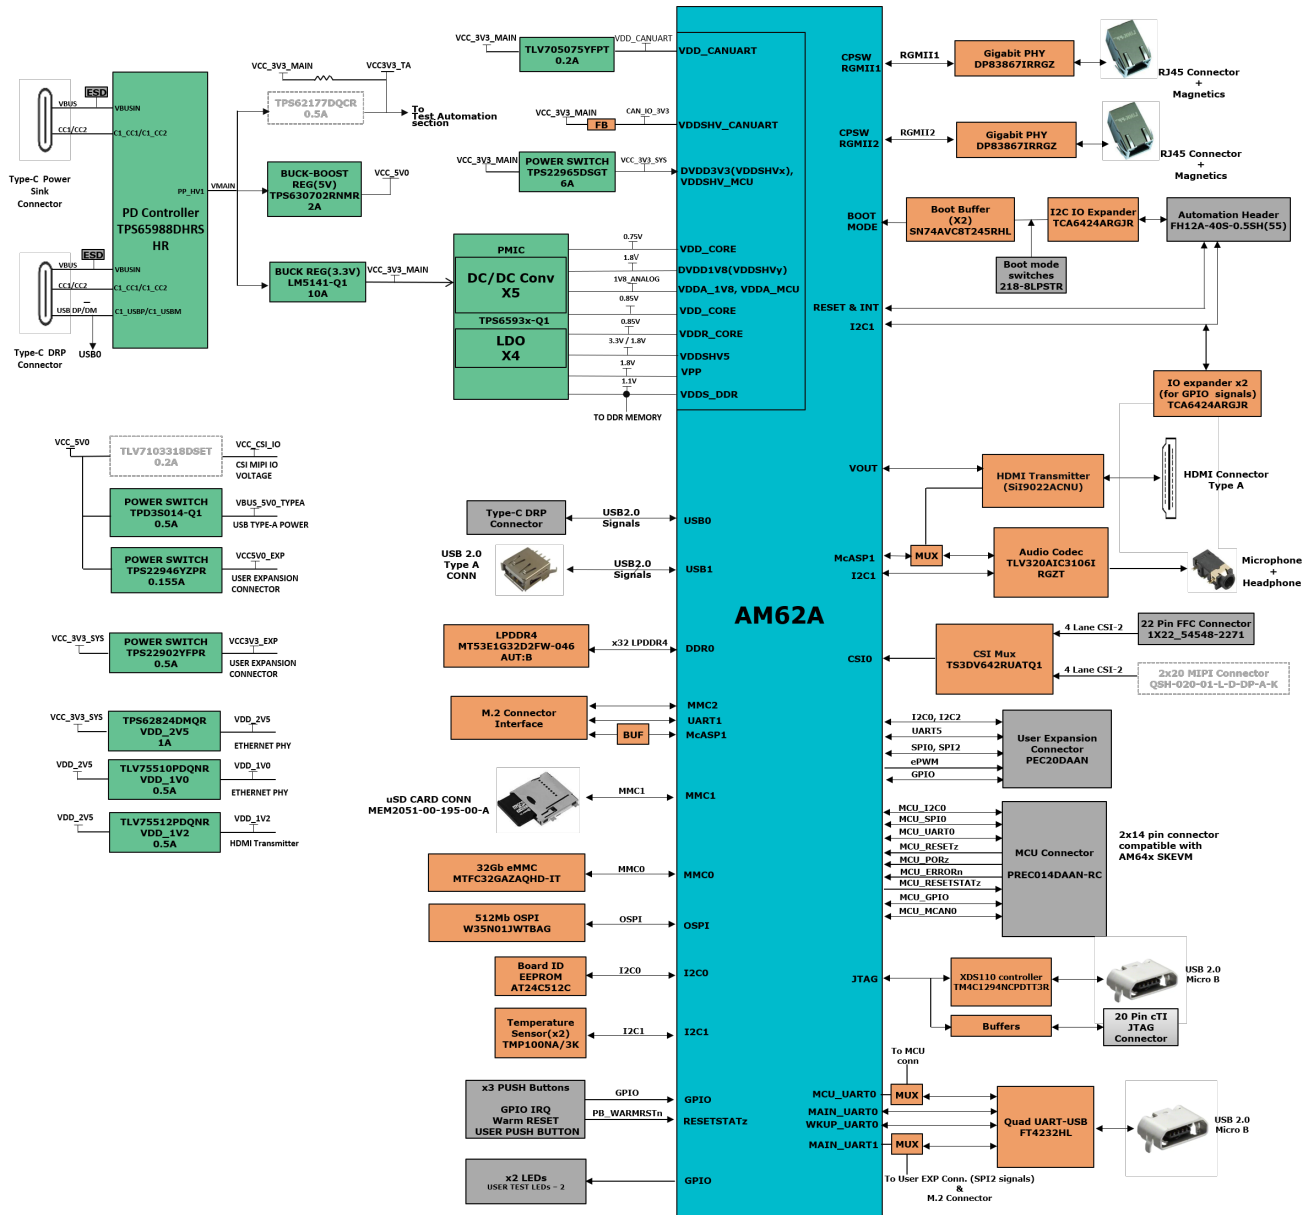 VCC_3V3_MAIN
VCC3V3_TA
TPS62177DQCR
0.5A
To
Test Automation
section
ESD
VBUS
VBUSIN
CC1/CC2
C1_CC1/C1_CC2
Type-C Power
Sink
Connector
PD Controller
TPS65988DHRS
HR
PP_HV1
VMAIN
BUCK-BOOST
REG(5V)
TPS630702RNMR
2A
VCC_5V0
ESD
VBUS
VBUSIN
CC1/CC2
C1_CC1/C1_CC2
USB DP/DM
C1_USBP/C1_USBM
Type-C DRP
Connector
USB0
BUCK REG(3.3V)
LM5141-Q1
10A
VCC_3V3_MAIN
VCC_3V3_MAIN
TLV705075YFPT
0.2A
VDD_CANUART
VDD_CANUART
VCC_3V3_MAIN
FB
CAN_IO_3V3
VDDSHV_CANUART
VCC_3V3_MAIN
POWER SWITCH
TPS22965DSGT
6A
VCC_3V3_SYS
DVDD3V3(VDDSHVx),
VDDSHV_MCU
PMIC
DC/DC Conv
X5
TPS6593x-Q1
LDO
X4
0.75V
VDD_CORE
1.8V
DVDD1V8(VDDSHVy)
1V8_ANALOG
VDDA_1V8, VDDA_MCU
0.85V
VDD_CORE
0.85V
VDDR_CORE
3.3V / 1.8V
VDDSHV5
1.8V
VPP
1.1V
VDDS_DDR
TO DDR MEMORY
VCC_5V0
TLV7103318DSET
0.2A
VCC_CSI_IO
CSI MIPI IO
VOLTAGE
POWER SWITCH
TPD3S014-Q1
0.5A
VBUS_5V0_TYPEA
USB TYPE-A POWER
POWER SWITCH
TPS22946YZPR
0.155A
VCC5V0_EXP
USER EXPANSION
CONNECTOR
VCC_3V3_SYS
POWER SWITCH
TPS22902YFPR
0.5A
VCC3V3_EXP
USER EXPANSION
CONNECTOR
VCC_3V3_SYS
TPS62824DMQR
VDD_2V5
1A
VDD_2V5
ETHERNET PHY
VDD_2V5
TLV75510PDQNR
VDD_1V0
0.5A
VDD_1V0
ETHERNET PHY
VDD_2V5
TLV75512PDQNR
VDD_1V2
0.5A
VDD_1V2
HDMI Transmitter
Type-C DRP
Connector
USB2.0
Signals
USB0
USB 2.0
Type A
CONN
USB2.0
Signals
USB1
AM62A
LPDDR4
MT53E1G32D2FW-046
AUT:B
x32 LPDDR4
DDR0
M.2 Connector
Interface
BUF
MMC2
UART1
McASP1
uSD CARD CONN
MEM2051-00-195-00-A
MMC1
MMC1
32Gb eMMC
MTFC32GAZAQHD-IT
MMC0
MMC0
512Mb OSPI
W35N01JWTBAG
OSPI
OSPI
Board ID
EEPROM
AT24C512C
I2C0
I2C0
Temperature
Sensor(x2)
TMP100NA/3K
I2C1
I2C1
x3 PUSH Buttons
GPIO IRQ
Warm RESET
USER PUSH BUTTON
GPIO
GPIO
PB_WARMRSTn
RESETSTATz
x2 LEDs
USER TEST LEDs – 2
GPIO
CPSW
RGMII1
RGMII1
Gigabit PHY
DP83867IRRGZ
RJ45 Connector
+
Magnetics
CPSW
RGMII2
RGMII2
Gigabit PHY
DP83867IRRGZ
RJ45 Connector
+
Magnetics
BOOT
MODE
Boot Buffer
(X2)
SN74AVC8T245RHL
I2C IO Expander
TCA6424ARGJR
Automation Header
FH12A-40S-0.5SH(55)
Boot mode
switches
218-8LPSTR
RESET & INT
I2C1
IO expander x2
(for GPIO signals)
TCA6424ARGJR
VOUT
HDMI Transmitter
(SiI9022ACNU)
HDMI Connector
Type A
McASP1
MUX
I2C1
Audio Codec
TLV320AIC3106I
RGZT
Microphone
+
Headphone
CSI0
CSI Mux
TS3DV642RUATQ1
4 Lane CSI-2
22 Pin FFC Connector
1X22_54548-2271
4 Lane CSI-2
2x20 MIPI Connector
QSH-020-01-L-D-DP-A-K
I2C0, I2C2
UART5
SPI0, SPI2
ePWM
GPIO
User Expansion
Connector
PEC20DAAN
MCU_I2C0
MCU_SPI0
MCU_UART0
MCU_RESETz
MCU_PORz
MCU_ERRORn
MCU_RESETSTATz
MCU_GPIO
MCU_MCAN0
MCU Connector
PREC014DAAN-RC
2x14 pin connector
compatible with
AM64x SKEVM
JTAG
XDS110 controller
TM4C1294NCPDTT3R
USB 2.0
Micro B
Buffers
20 Pin cTI
JTAG
Connector
To MCU
conn
MCU_UART0
MUX
MAIN_UART0
WKUP_UART0
MAIN_UART1
MUX
Quad UART-USB
FT4232HL
USB 2.0
Micro B
To User EXP Conn. (SPI2 signals)
&
M.2 Connector